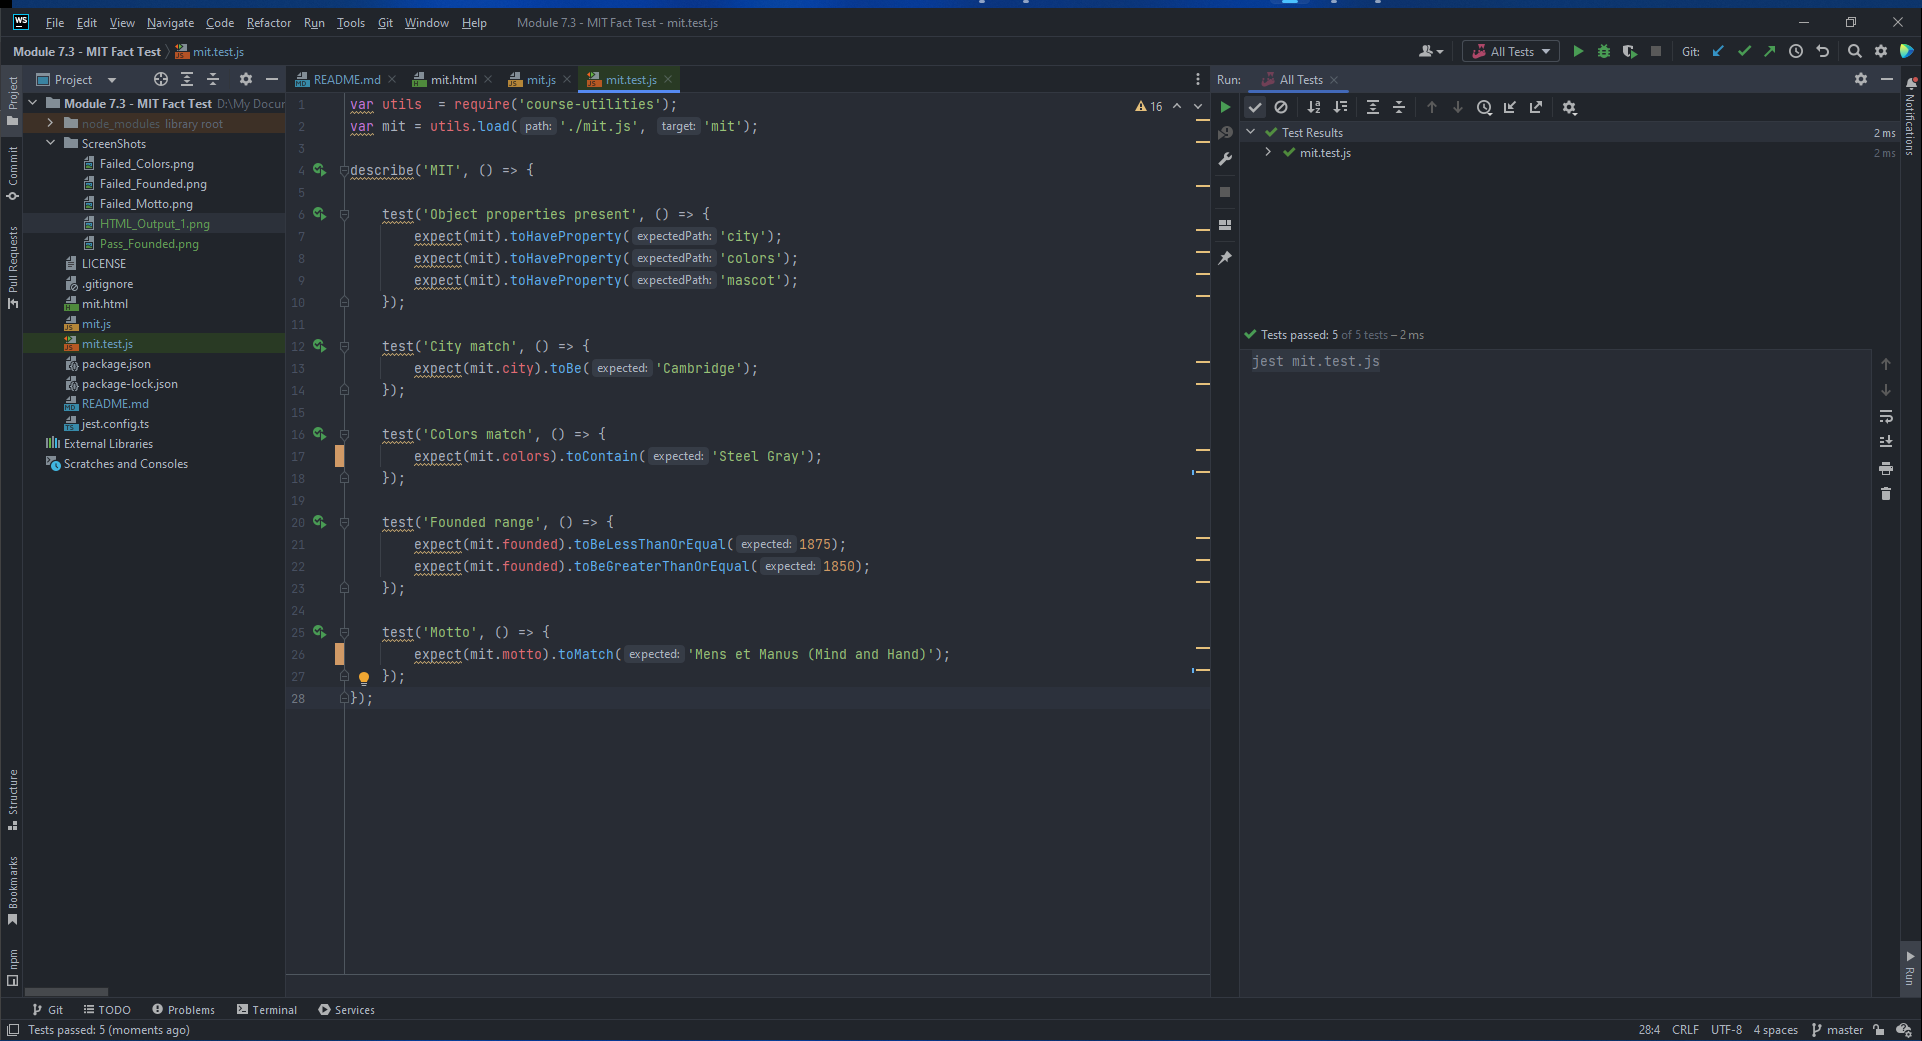 WS File Edit View Navigate Code Refactor Run Tools Git Window Help Module 7.3 - MIT Fact Test - mit.test.js
Module 7.3 - MIT Fact Test mit.test.js All Tests Git:
Project
README.md mit.html mit.js mit.test.js
Run: All Tests
Project
Commit
Pull Requests
Structure
Bookmarks
npm
Module 7.3 - MIT Fact Test D:\My Docur
node_modules library root
ScreenShots
Failed_Colors.png
Failed_Founded.png
Failed_Motto.png
HTML_Output_1.png
Pass_Founded.png
LICENSE
.gitignore
mit.html
mit.js
mit.test.js
package.json
package-lock.json
README.md
jest.config.ts
External Libraries
Scratches and Consoles
16
1 var utils  = require('course-utilities');
2 var mit = utils.load( path: './mit.js', target: 'mit');
3
4 describe('MIT', () => {
5
6 test('Object properties present', () => {
7 expect(mit).toHaveProperty( expectedPath: 'city');
8 expect(mit).toHaveProperty( expectedPath: 'colors');
9 expect(mit).toHaveProperty( expectedPath: 'mascot');
10 });
11
12 test('City match', () => {
13 expect(mit.city).toBe( expected: 'Cambridge');
14 });
15
16 test('Colors match', () => {
17 expect(mit.colors).toContain( expected: 'Steel Gray');
18 });
19
20 test('Founded range', () => {
21 expect(mit.founded).toBeLessThanOrEqual( expected: 1875);
22 expect(mit.founded).toBeGreaterThanOrEqual( expected: 1850);
23 });
24
25 test('Motto', () => {
26 expect(mit.motto).toMatch( expected: 'Mens et Manus (Mind and Hand)');
27 });
28 });
Test Results 2 ms
mit.test.js 2 ms
Tests passed: 5 of 5 tests – 2 ms
jest mit.test.js
Notifications
Run
Git TODO Problems Terminal Services
Tests passed: 5 (moments ago) 28:4 CRLF UTF-8 4 spaces master